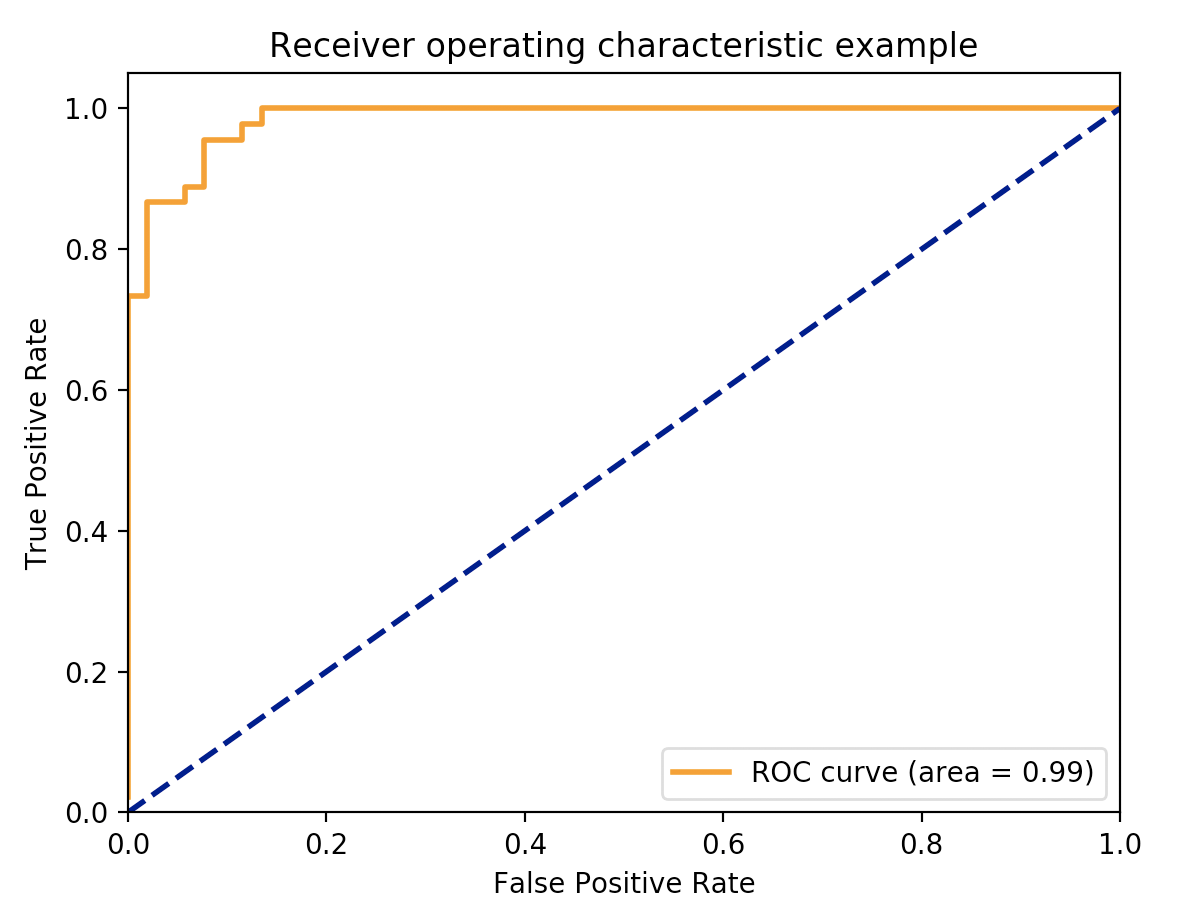 Receiver operating characteristic example
1.0
0.8
0.6
0.4
0.2
0.0
True Positive Rate
0.0 0.2 0.4 0.6 0.8 1.0
False Positive Rate
ROC curve (area = 0.99)